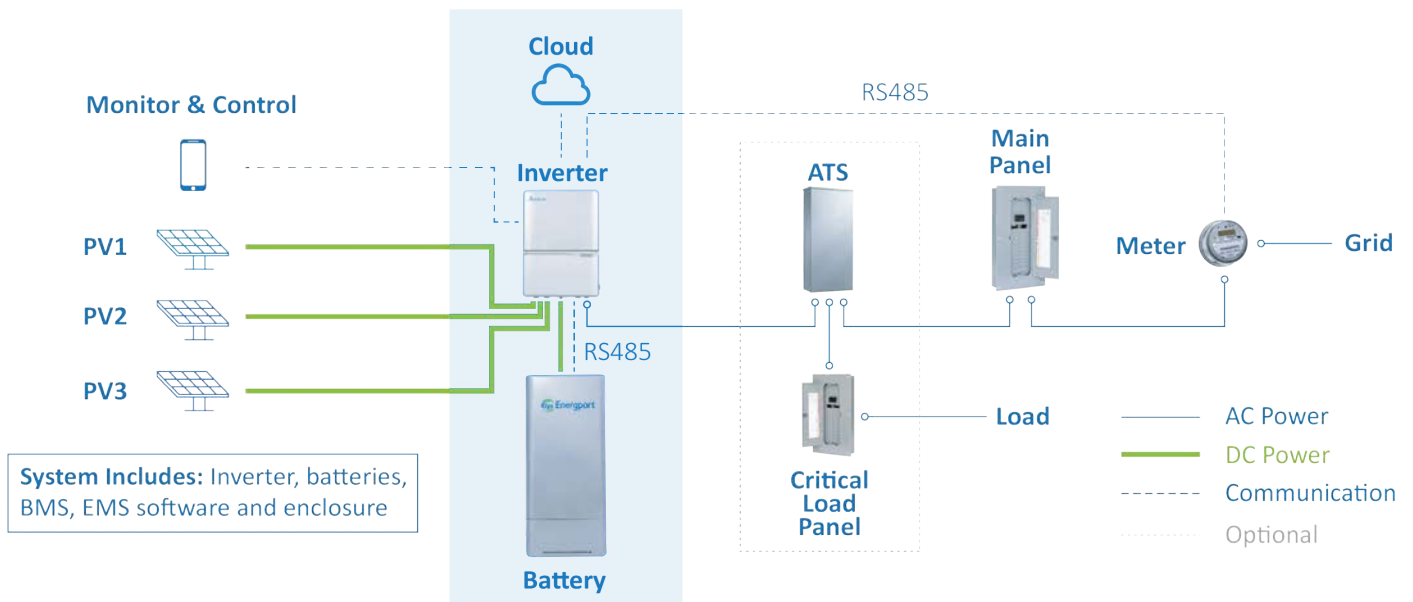 Cloud
RS485
Monitor & Control
Main
Panel
Inverter
ATS
PV1
Meter
Grid
PV2
RS485
PV3
Energport
Load
AC Power
DC Power
Communication
Optional
System Includes: Inverter, batteries,
BMS, EMS software and enclosure
Critical
Load
Panel
Battery